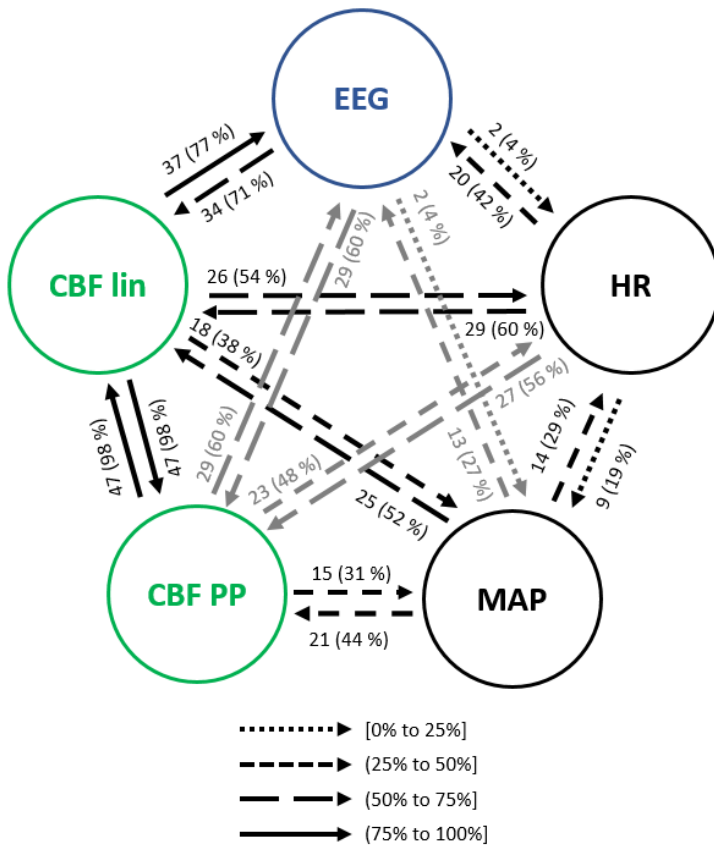 EEG
37 (77 %)
34 (71 %)
2 (4 %)
20 (42 %)
2 (4 %)
29 (60 %)
CBF lin
HR
26 (54 %)
29 (60 %)
18 (38 %)
27 (56 %)
47 (98 %)
47 (98 %)
29 (60 %)
23 (48 %)
25 (52 %)
13 (27 %)
14 (29 %)
9 (19 %)
CBF PP
MAP
15 (31 %)
21 (44 %)
[0% to 25%]
(25% to 50%]
(50% to 75%]
(75% to 100%]